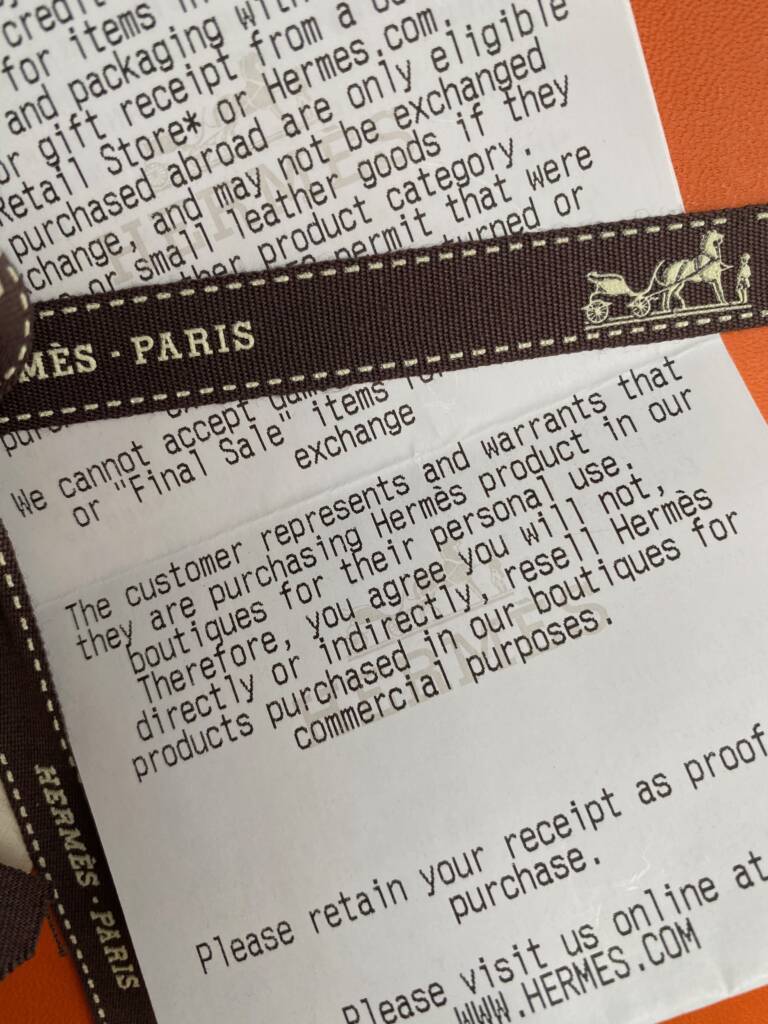 for items in
and packaging with
or gift receipt from a
Retail Store* or Hermes.com.
purchased abroad are only eligible
change, and may not be exchanged
or small leather goods if they
product category.
permit that were
or
MÈS - PARIS
We cannot accept
or "Final Sale" items
exchange
The customer represents and warrants that
they are purchasing Hermès product in our
boutiques for their personal use.
Therefore, you agree you will not,
directly or indirectly, resell Hermès
products purchased in our boutiques for
commercial purposes.
HERMÈS
HERMÈS - PARIS
Please retain your receipt as proof
purchase.
Please visit us online at
WWW.HERMES.COM